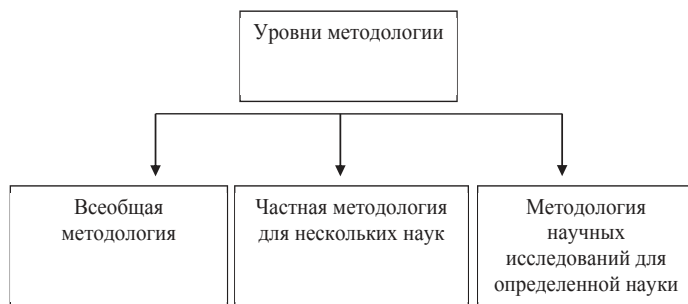 Уровни методологии
Всеобщая
методология
Частная методология
для нескольких наук
Методология
научных
исследований для
определенной науки